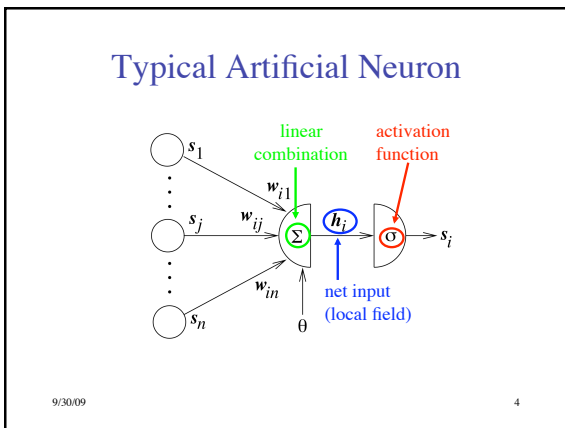 Typical Artificial Neuron
linear
combination
activation
function
s1
wi1
sj
wij
Σ
hi
σ
si
win
net input
(local field)
sn
θ
9/30/09
4